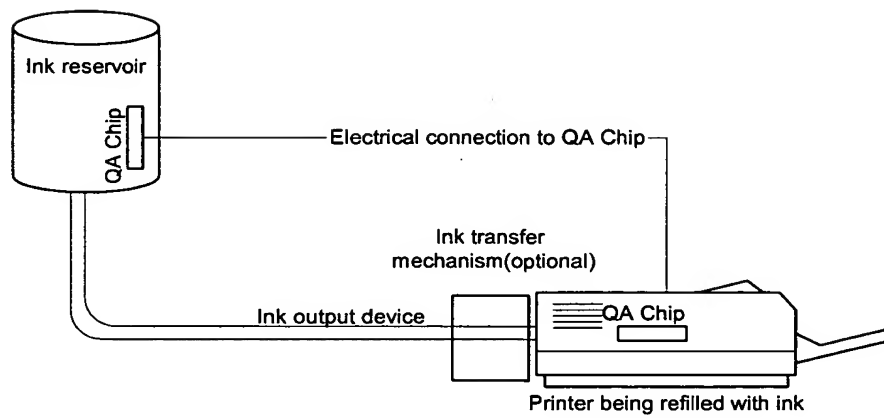 Ink reservoir
QA Chip
Electrical connection to QA Chip
Ink transfer
mechanism(optional)
Ink output device
QA Chip
Printer being refilled with ink